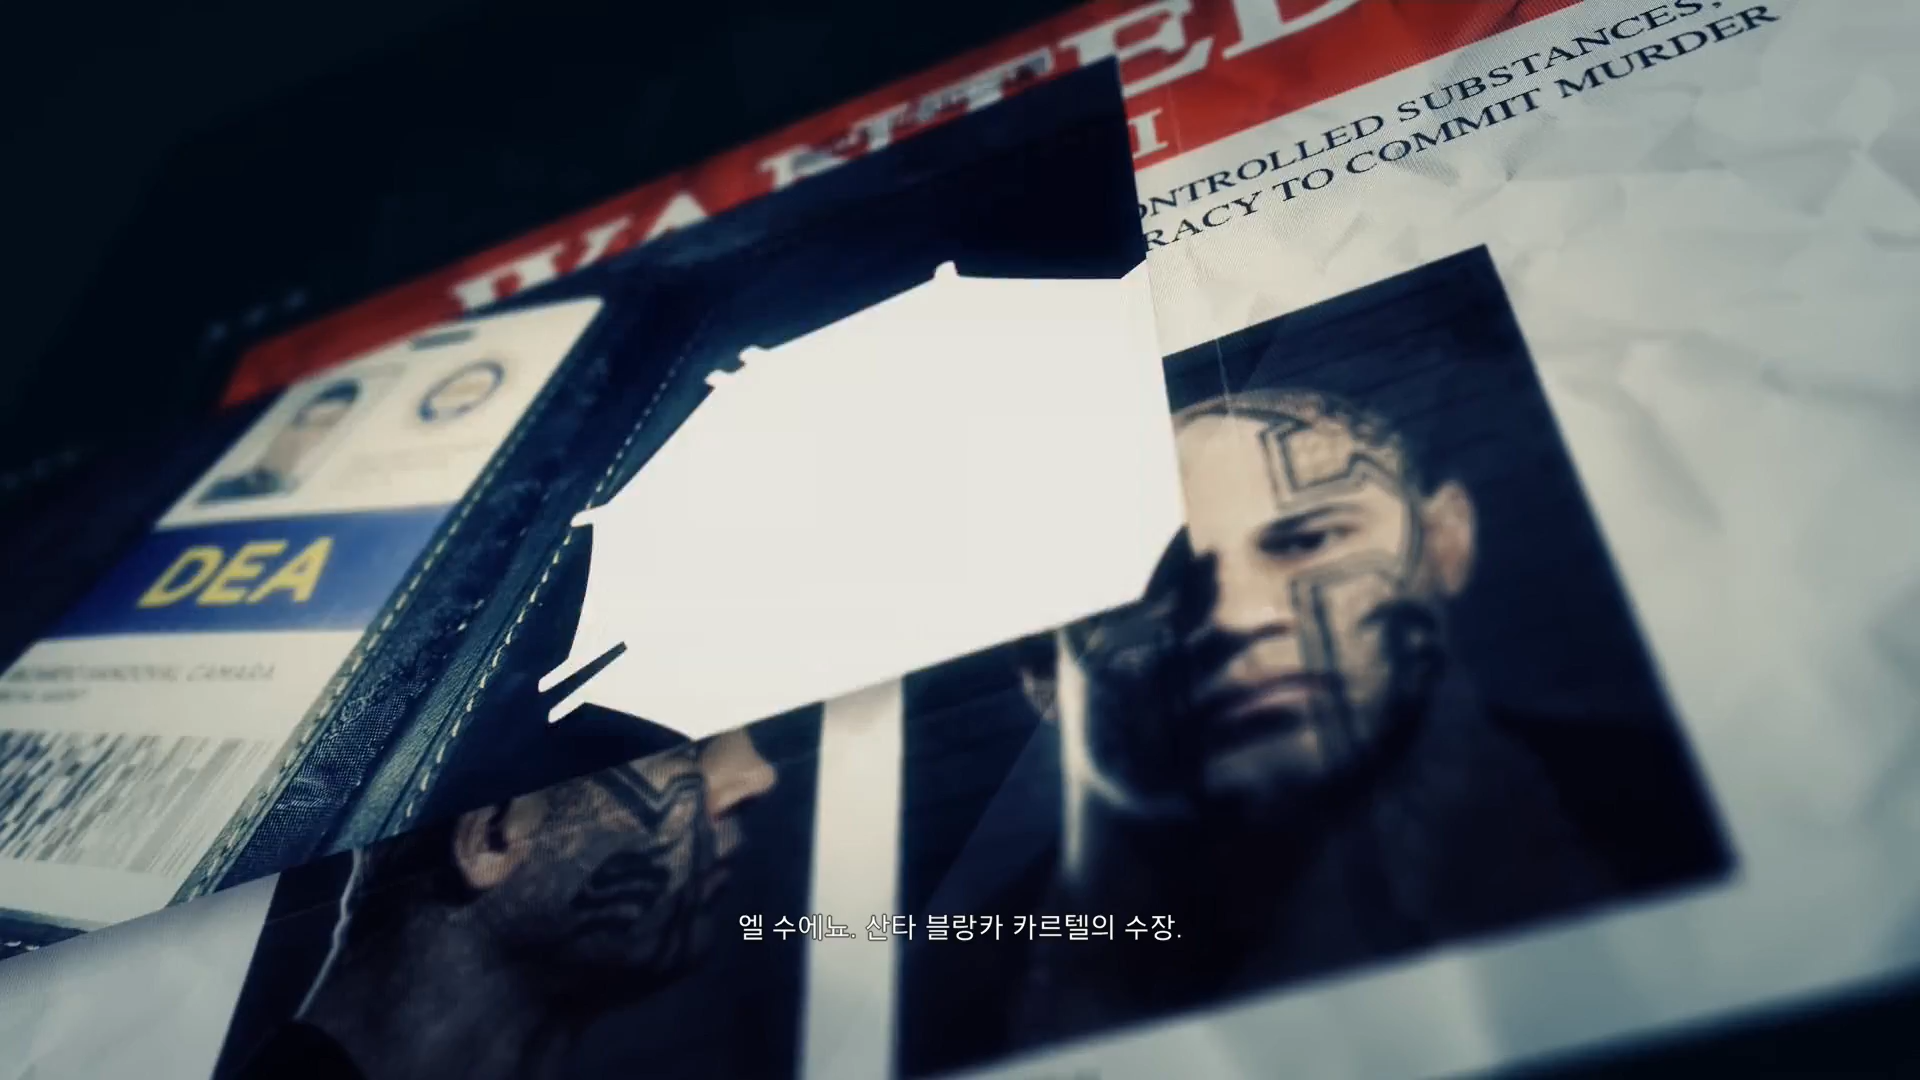 WANTED
CONTROLLED SUBSTANCES,
RACY TO COMMIT MURDER
DEA
엘 수에뇨. 산타 블랑카 카르텔의 수장.